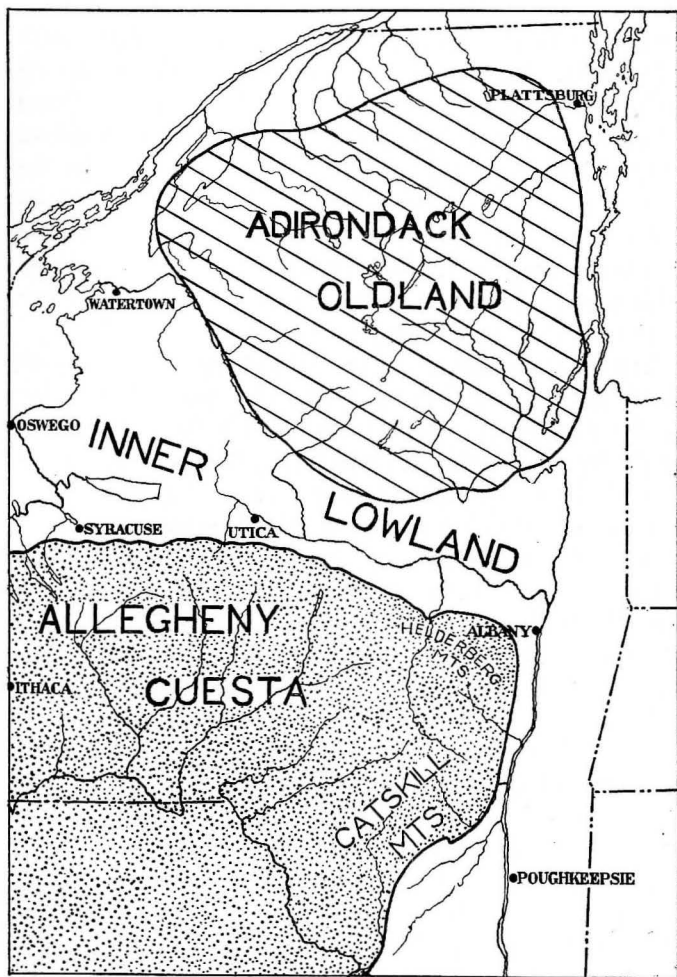 PLATTSBURG
ADIRONDACK
OLDLAND
WATERTOWN
OSWEGO
INNER
LOWLAND
SYRACUSE
UTICA
ALLEGHENY
CUESTA
HELDERBERG
MTS
ALBANY
ITHACA
CATSKILL
MTS
POUGHKEEPSIE